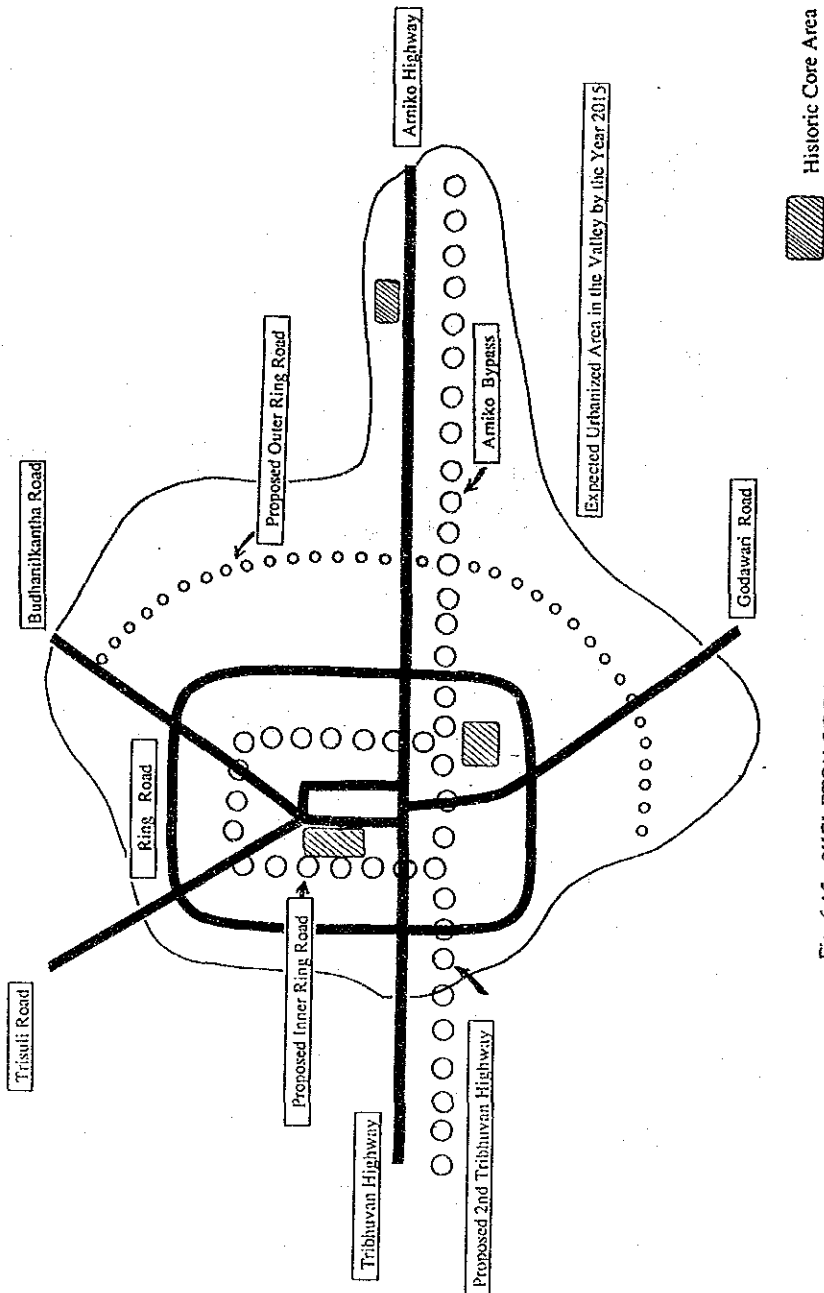 Budhanilkantha Road
Trisuli Road
Ring Road
Proposed Outer Ring Road
Arniko Highway
Proposed Inner Ring Road
Tribhuvan Highway
Arniko Bypass
Proposed 2nd Tribhuvan Highway
Expected Urbanized Area in the Valley by the Year 2015
Godawari Road
Historic Core Area